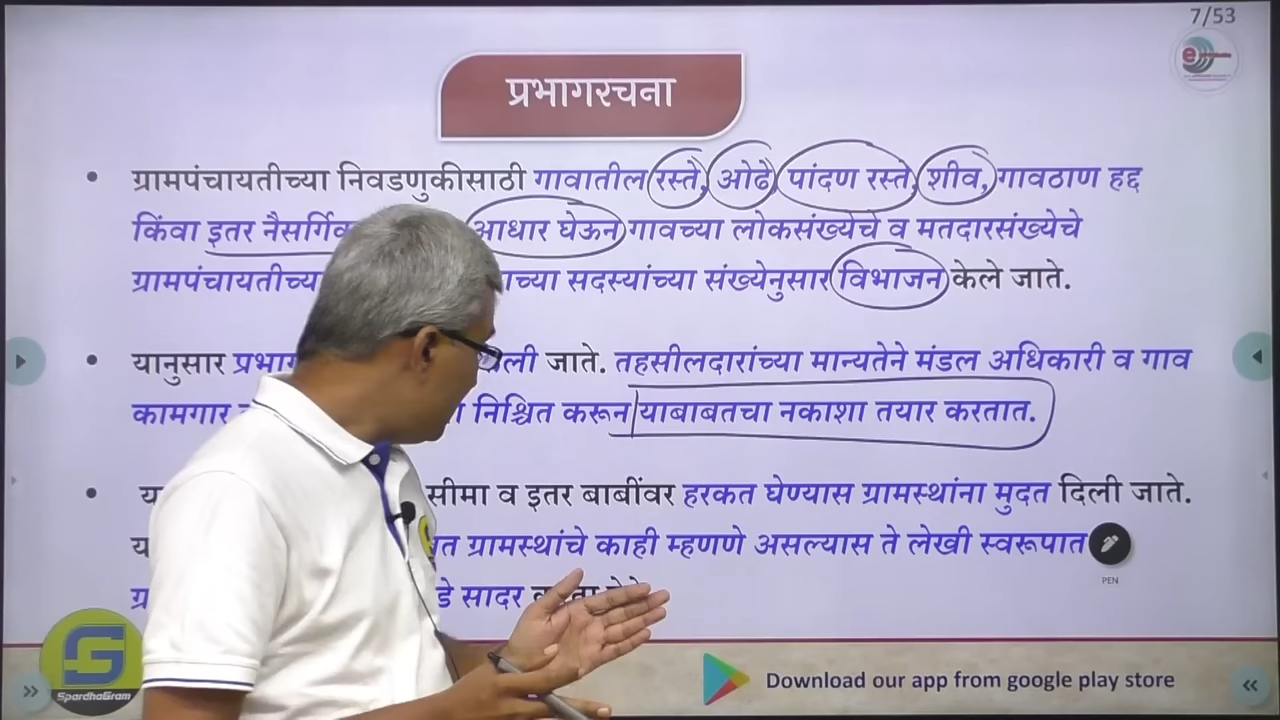 7/53
प्रभागरचना
• ग्रामपंचायतीच्या निवडणुकीसाठी गावातील रस्ते, ओढे, पांदण रस्ते, शीव, गावठाण हद्द
किंवा इतर आधार घेऊन गावच्या लोकसंख्येचे व मतदारसंख्येचे
ग्रामपंचायतीच्या सदस्यांच्या संख्येनुसार विभाजन केले जाते.
• यानुसार जाते. तहसीलदारांच्या मान्यतेने मंडल अधिकारी व गाव
कामगार निश्चित करून याबाबतचा नकाशा तयार करतात.
• सीमा व इतर बाबींवर हरकत घेण्यास ग्रामस्थांना मुदत दिली जाते.
ग्रामस्थांचे काही म्हणणे असल्यास ते लेखी स्वरूपात
सादर
PEN
SpardhaGram
Download our app from google play store